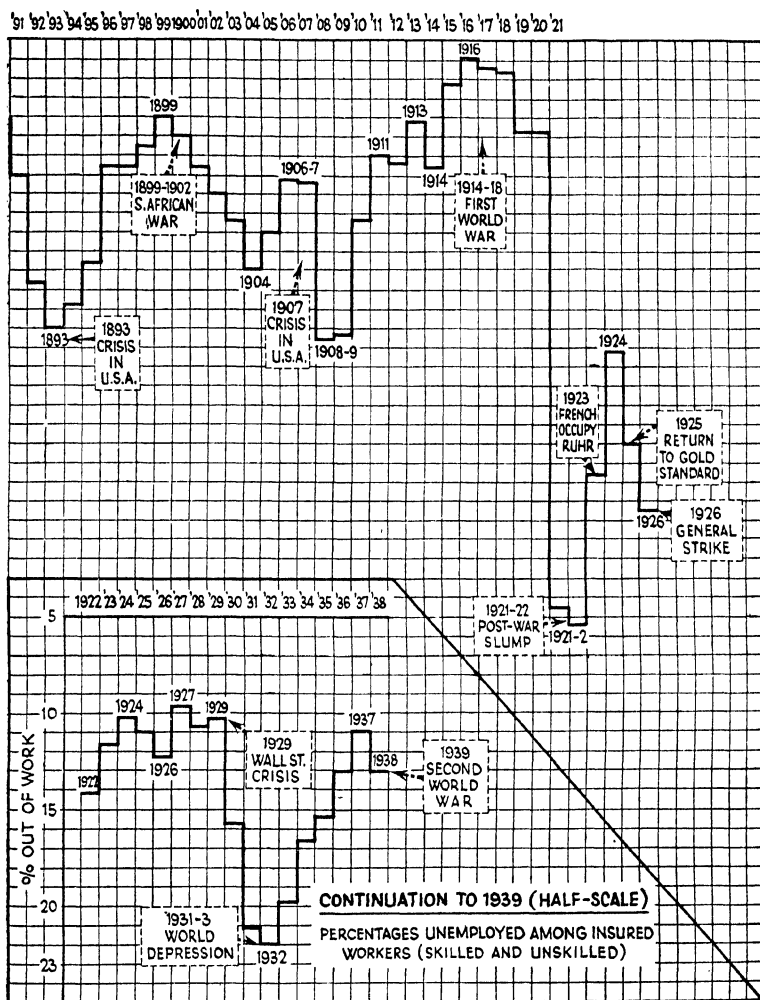 '91 '92 '93 '94 '95 '96 '97 '98 '99 1900 '01 '02 '03 '04 '05 '06 '07 '08 '09 '10 '11 '12 '13 '14 '15 '16 '17 '18 '19 '20 '21
1916
1899
1913
1911
1906-7
1914
1899-1902
S. AFRICAN
WAR
1914-18
FIRST
WORLD
WAR
1904
1893
1893
CRISIS
IN
U.S.A.
1907
CRISIS
IN
U.S.A.
1908-9
1924
1923
FRENCH
OCCUPY
RUHR
1925
RETURN
TO GOLD
STANDARD
1926
1926
GENERAL
STRIKE
1921-22
POST-WAR
SLUMP
1921-2
1922 '23 '24 '25 '26 '27 '28 '29 '30 '31 '32 '33 '34 '35 '36 '37 '38
5
10
15
20
23
% OUT OF WORK
1922
1924
1926
1927
1929
1929
WALL ST.
CRISIS
1937
1938
1939
SECOND
WORLD
WAR
1931-3
WORLD
DEPRESSION
1932
CONTINUATION TO 1939 (HALF-SCALE)
PERCENTAGES UNEMPLOYED AMONG INSURED
WORKERS (SKILLED AND UNSKILLED)